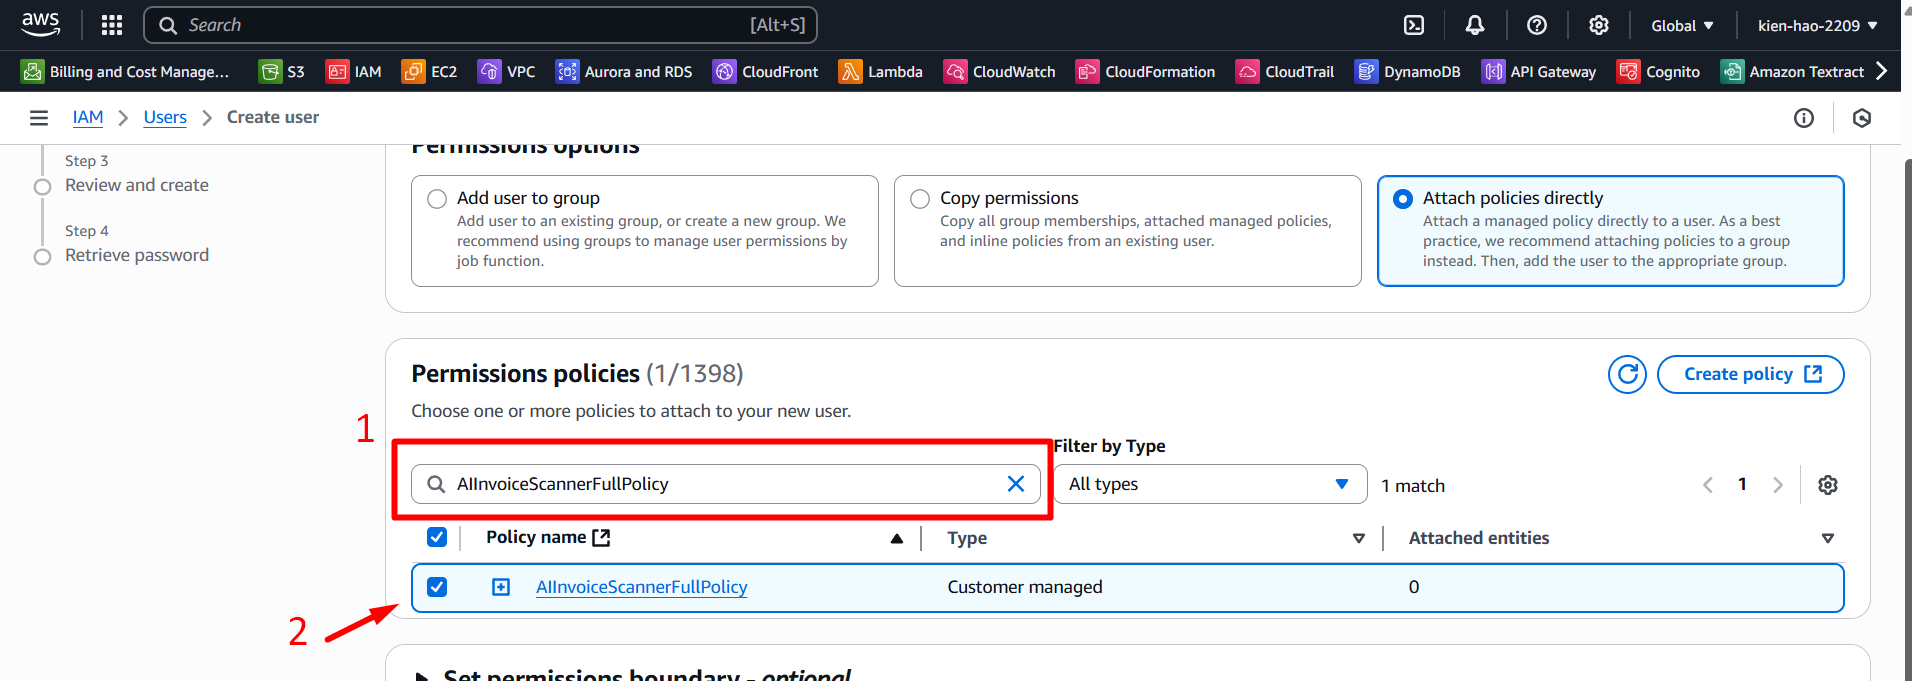 aws
Search
[Alt+S]
Global
kien-hao-2209
Billing and Cost Manage...
S3
IAM
EC2
VPC
Aurora and RDS
CloudFront
Lambda
CloudWatch
CloudFormation
CloudTrail
DynamoDB
API Gateway
Cognito
Amazon Textract
IAM
Users
Create user
Step 3
Review and create
Step 4
Retrieve password
Permissions options
Add user to group
Add user to an existing group, or create a new group. We
recommend using groups to manage user permissions by
job function.
Copy permissions
Copy all group memberships, attached managed policies,
and inline policies from an existing user.
Attach policies directly
Attach a managed policy directly to a user. As a best
practice, we recommend attaching policies to a group
instead. Then, add the user to the appropriate group.
Permissions policies (1/1398)
Create policy
Choose one or more policies to attach to your new user.
1
Filter by Type
AIInvoiceScannerFullPolicy
All types
1 match
1
Policy name
Type
Attached entities
AIInvoiceScannerFullPolicy
Customer managed
0
2
Set permissions boundary - optional